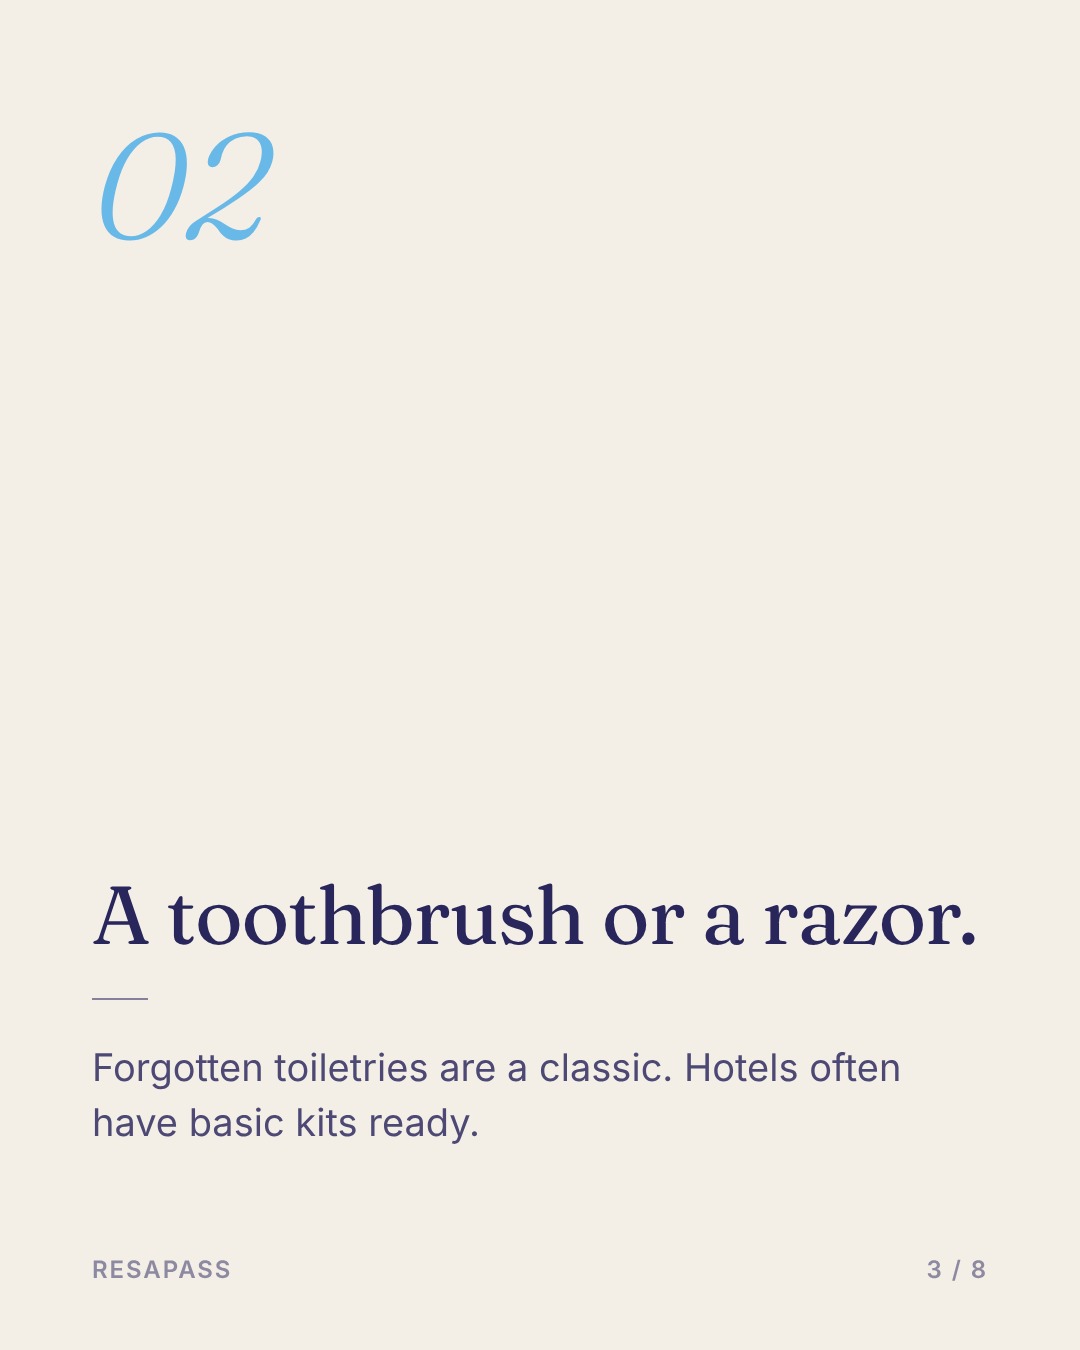 02
A toothbrush or a razor.
Forgotten toiletries are a classic. Hotels often
have basic kits ready.
RESAPASS
3 / 8